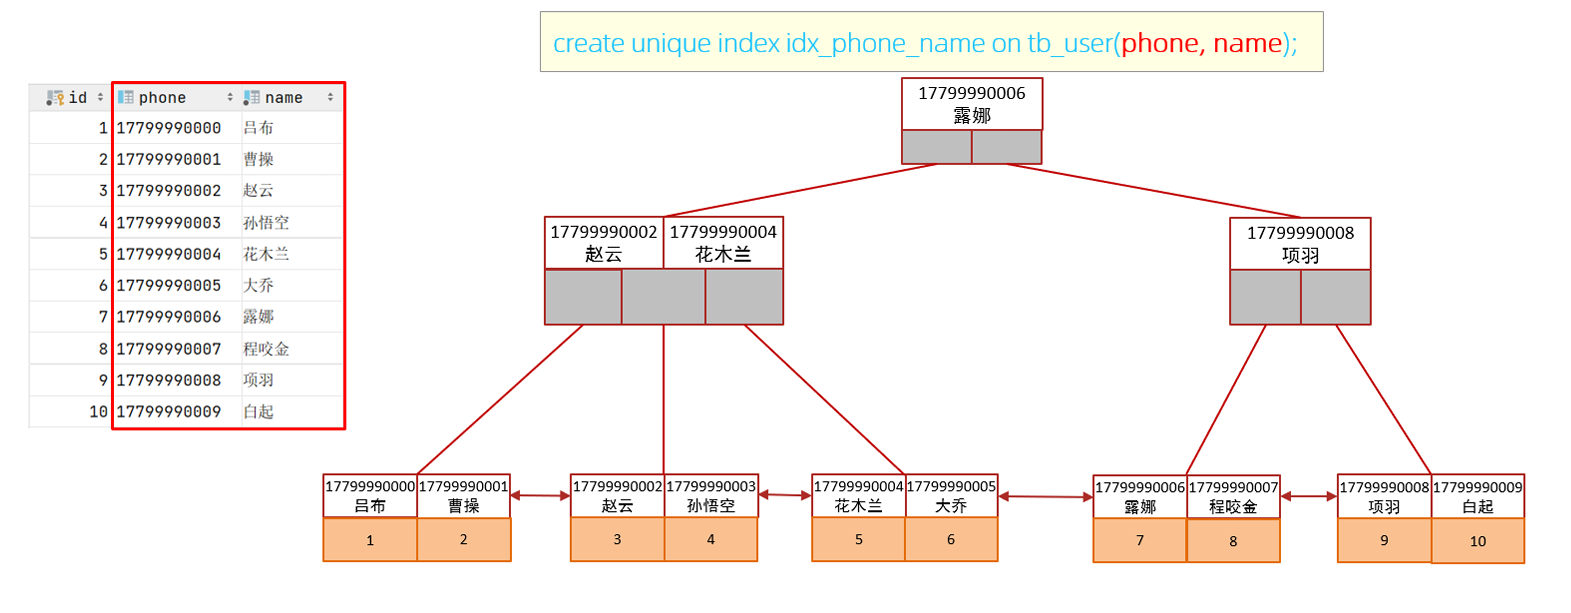 create unique index idx_phone_name on tb_user(phone, name);
id phone name
1 17799990000 吕布
2 17799990001 曹操
3 17799990002 赵云
4 17799990003 孙悟空
5 17799990004 花木兰
6 17799990005 大乔
7 17799990006 露娜
8 17799990007 程咬金
9 17799990008 项羽
10 17799990009 白起
17799990006
露娜
17799990002 17799990004
赵云 花木兰
17799990008
项羽
17799990000 17799990001
吕布 曹操
1 2
17799990002 17799990003
赵云 孙悟空
3 4
17799990004 17799990005
花木兰 大乔
5 6
17799990006 17799990007
露娜 程咬金
7 8
17799990008 17799990009
项羽 白起
9 10